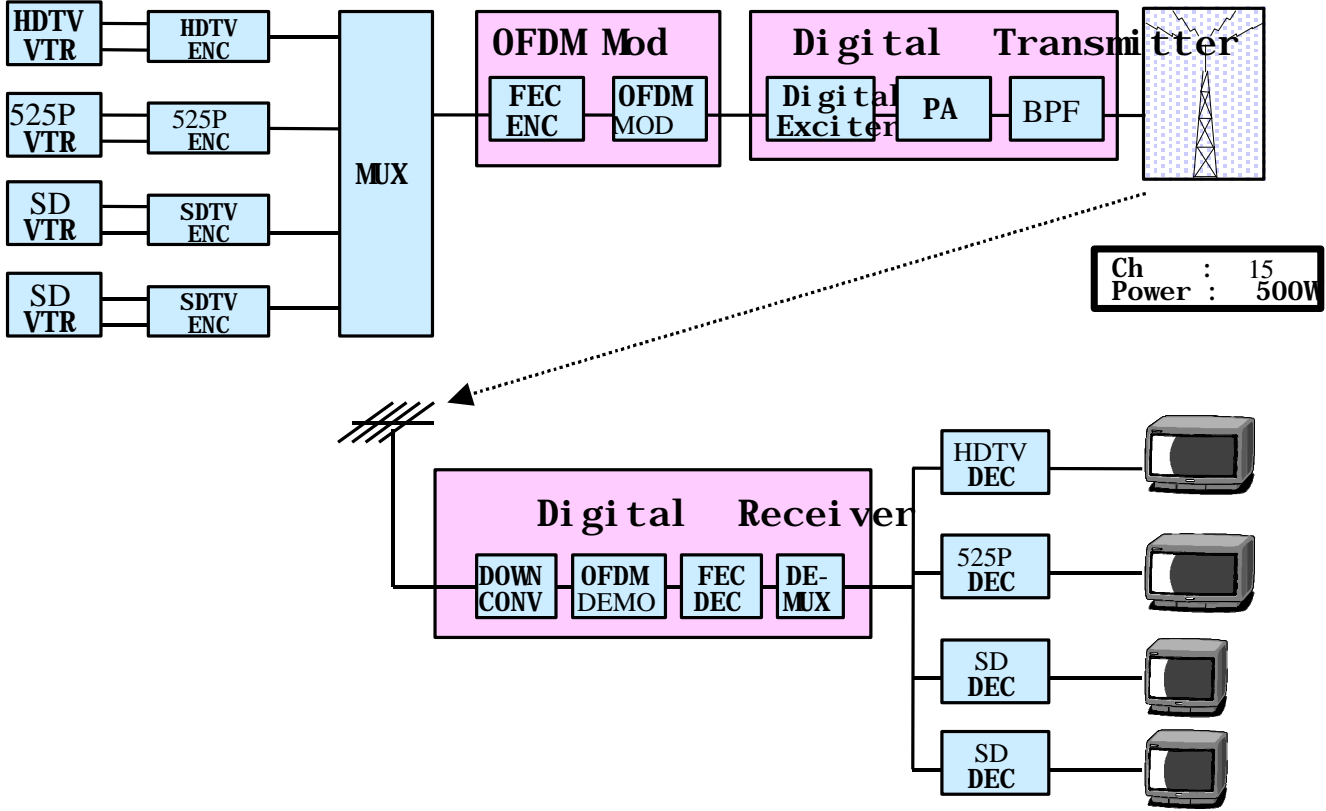 HDTV
VTR
HDTV
ENC
525P
VTR
525P
ENC
SD
VTR
SDTV
ENC
SD
VTR
SDTV
ENC
MUX
OFDM Mod
FEC
ENC
OFDM
MOD
Digital Transmitter
Digital
Exciter
PA
BPF
Ch : 15
Power : 500W
Digital Receiver
DOWN
CONV
OFDM
DEMO
FEC
DEC
DE-
MUX
HDTV
DEC
525P
DEC
SD
DEC
SD
DEC